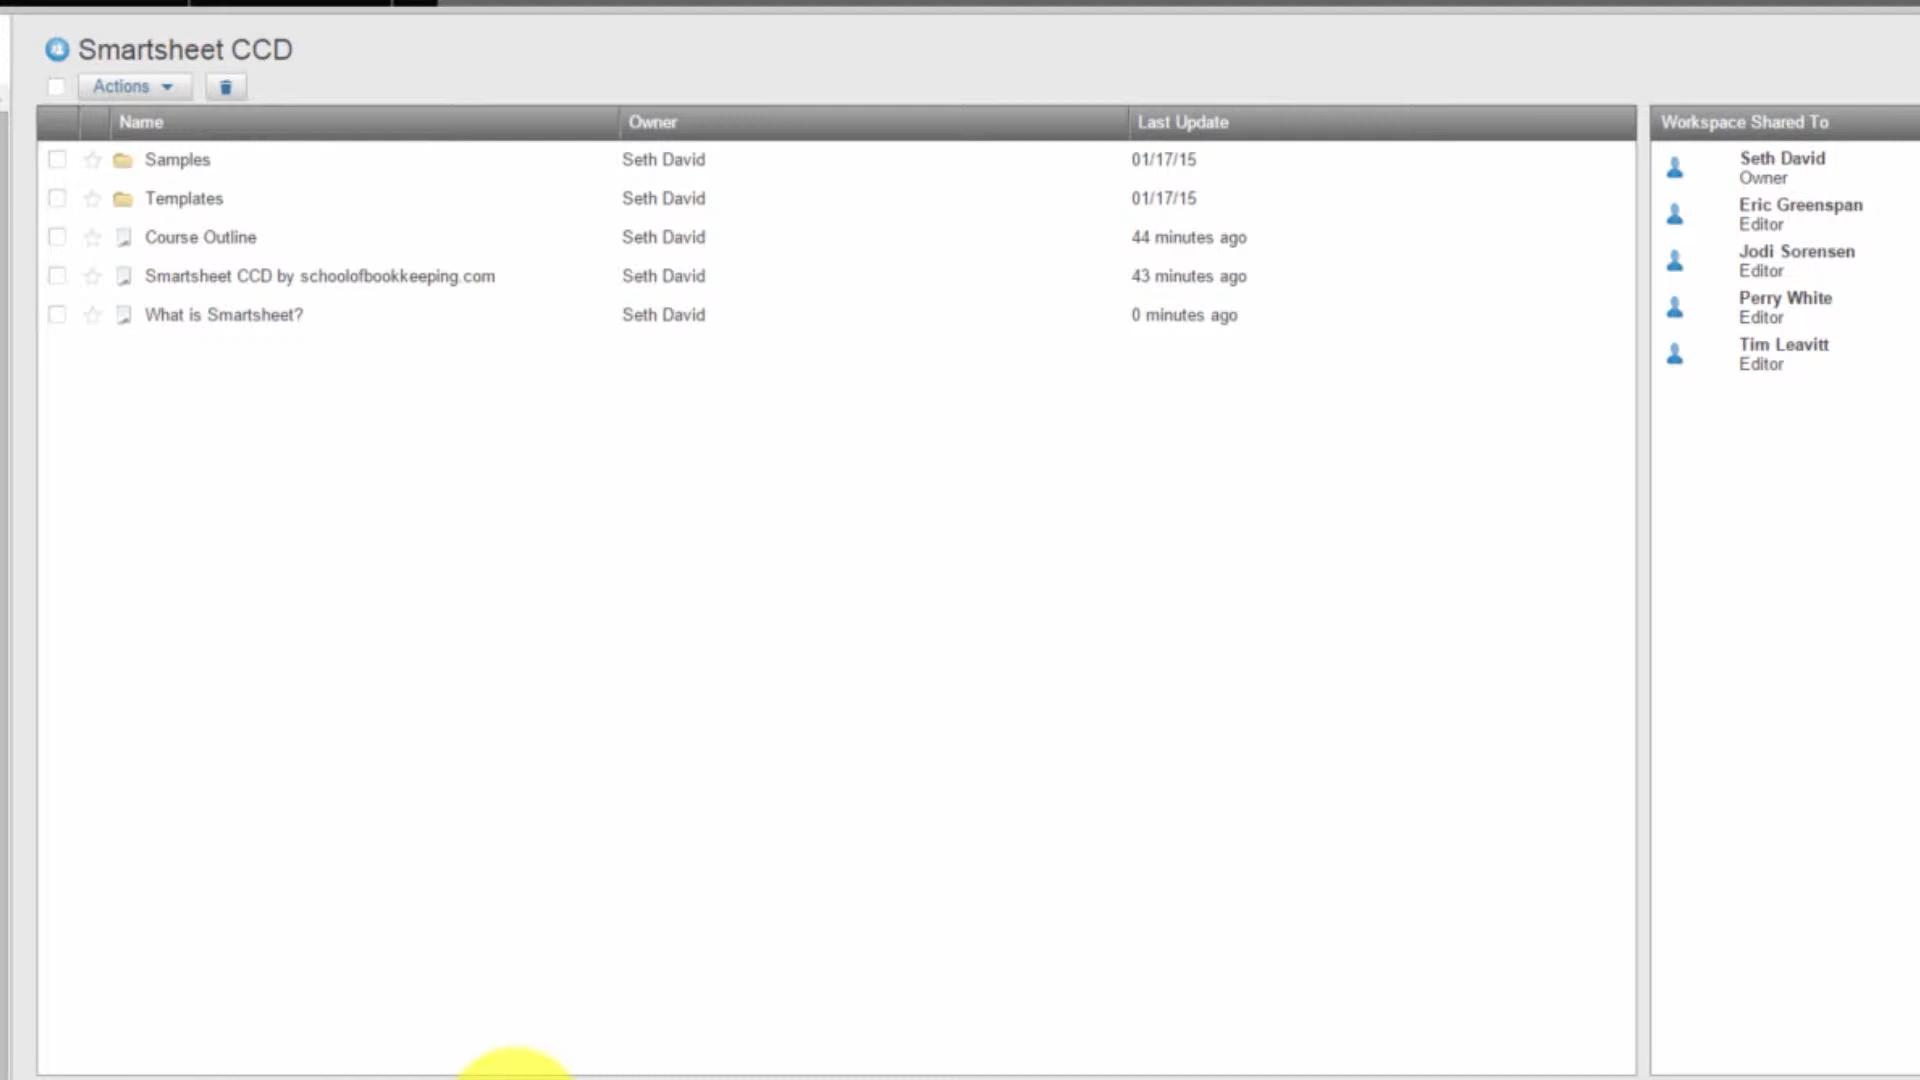 Smartsheet CCD
Actions
Name Owner Last Update
Samples Seth David 01/17/15
Templates Seth David 01/17/15
Course Outline Seth David 44 minutes ago
Smartsheet CCD by schoolofbookkeeping.com Seth David 43 minutes ago
What is Smartsheet? Seth David 0 minutes ago
Workspace Shared To
Seth David
Owner
Eric Greenspan
Editor
Jodi Sorensen
Editor
Perry White
Editor
Tim Leavitt
Editor